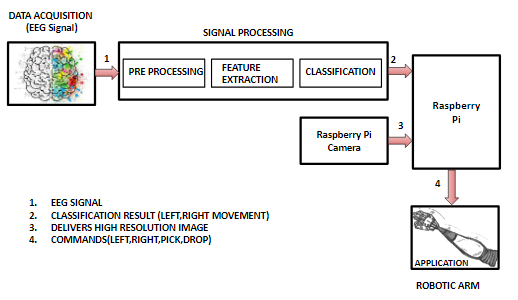 DATA ACQUISITION
(EEG Signal)
SIGNAL PROCESSING
1
PRE PROCESSING
FEATURE
EXTRACTION
CLASSIFICATION
2
Raspberry
Pi
Raspberry Pi
Camera
3
4
1. EEG SIGNAL
2. CLASSIFICATION RESULT (LEFT,RIGHT MOVEMENT)
3. DELIVERS HIGH RESOLUTION IMAGE
4. COMMANDS(LEFT,RIGHT,PICK,DROP)
APPLICATION
ROBOTIC ARM